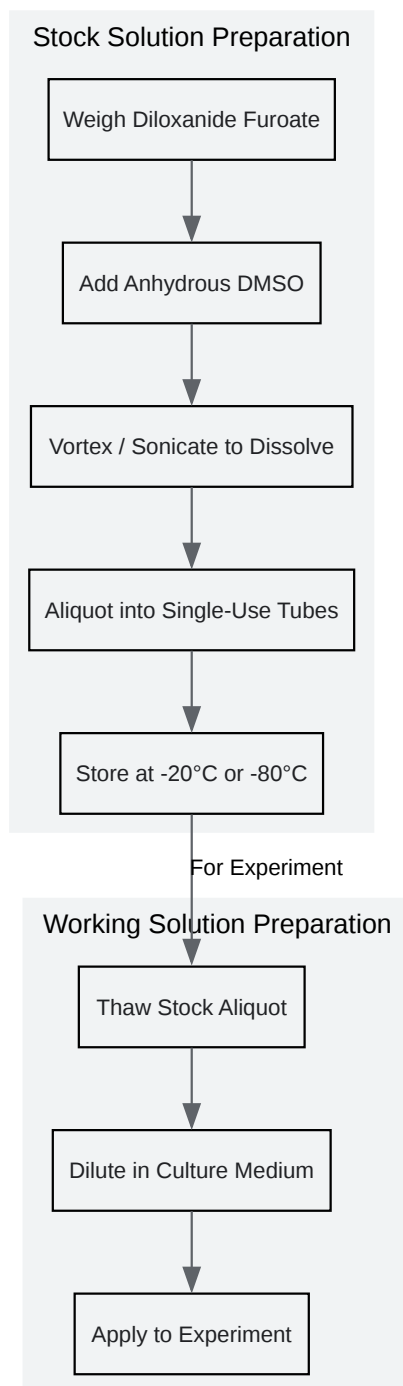 Stock Solution Preparation
Weigh Diloxanide Furoate
Add Anhydrous DMSO
Vortex / Sonicate to Dissolve
Aliquot into Single-Use Tubes
Store at -20°C or -80°C
For Experiment
Working Solution Preparation
Thaw Stock Aliquot
Dilute in Culture Medium
Apply to Experiment